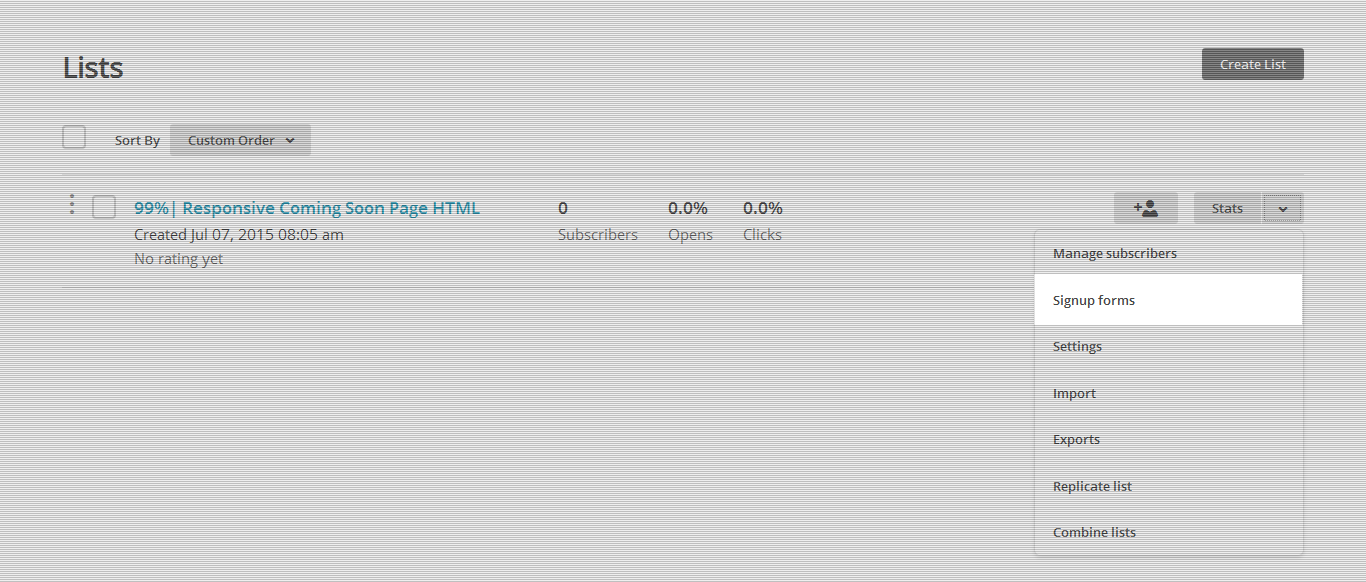 Lists
Create List
Sort By Custom Order
99%| Responsive Coming Soon Page HTML 0 0.0% 0.0% Stats
Created Jul 07, 2015 08:05 am Subscribers Opens Clicks
No rating yet
Manage subscribers
Signup forms
Settings
Import
Exports
Replicate list
Combine lists